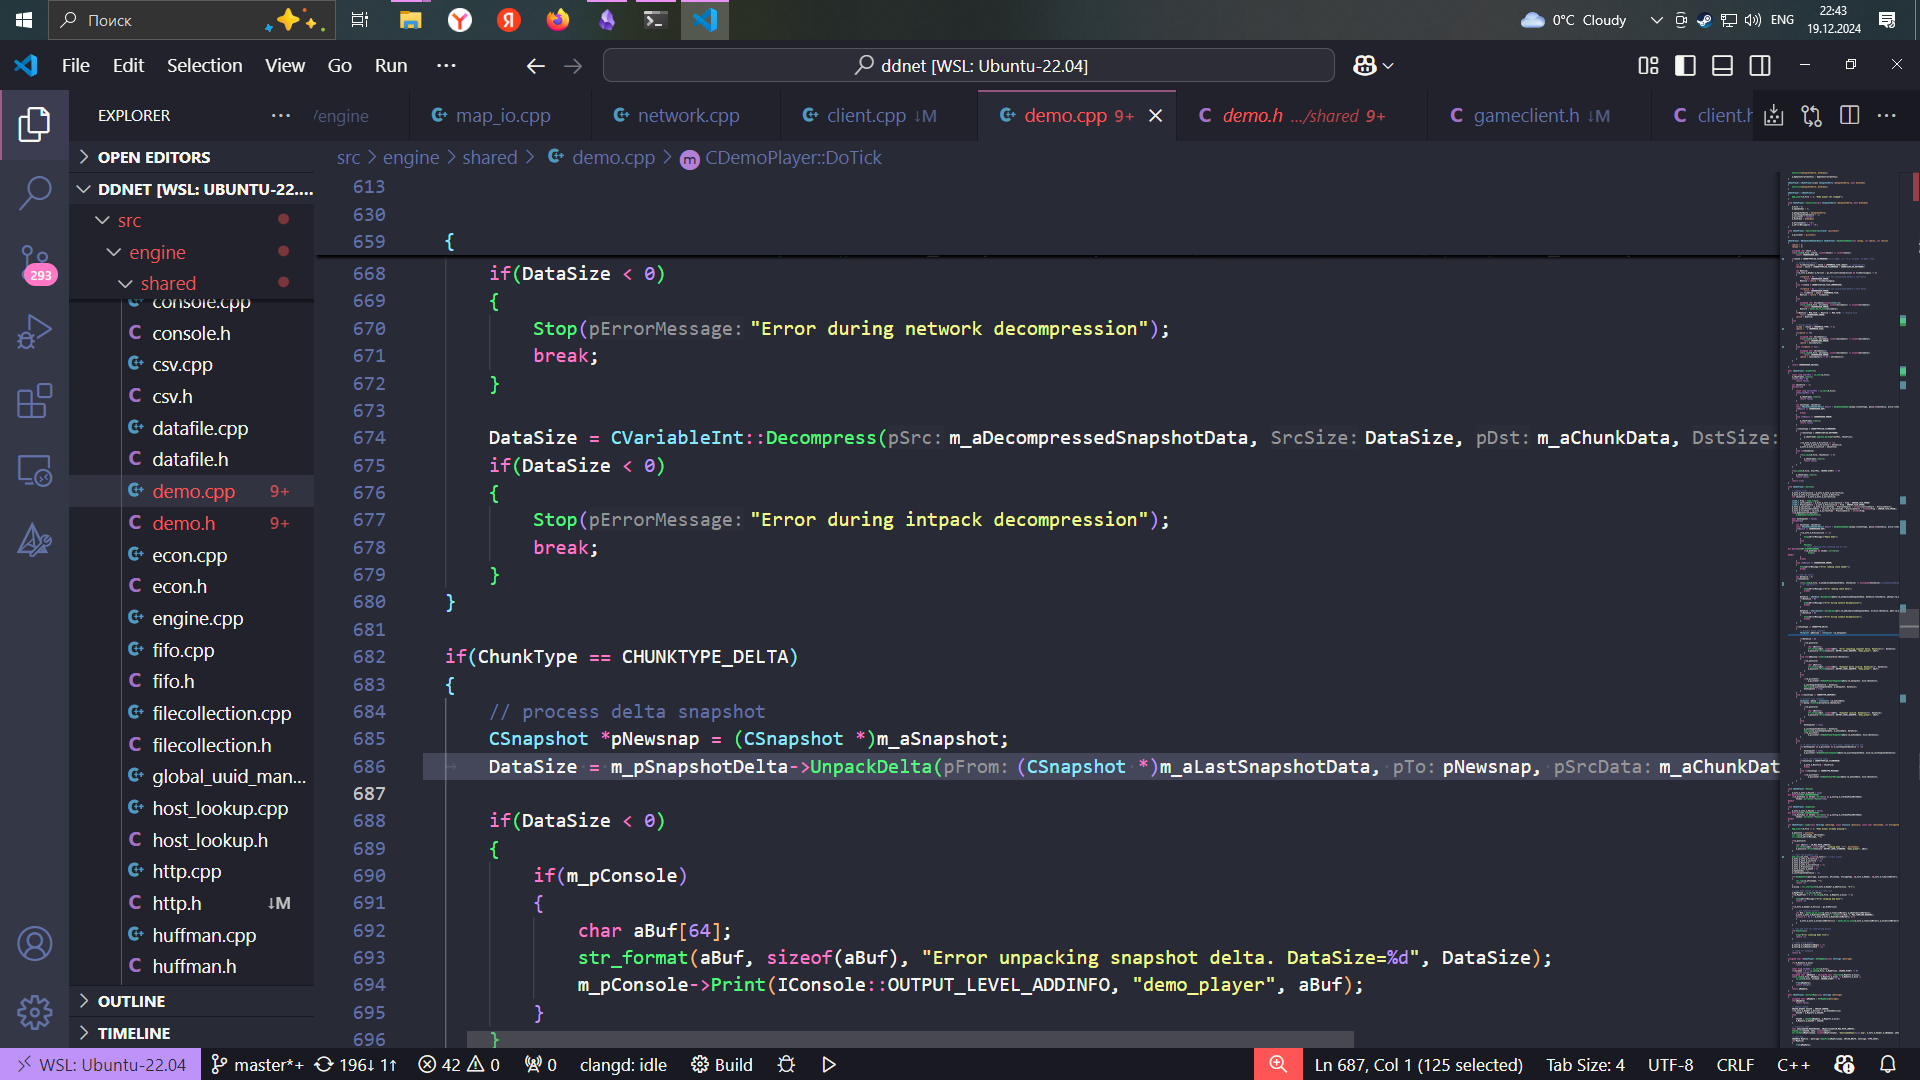 Поиск
0°C Cloudy
ENG
22:43
19.12.2024
File Edit Selection View Go Run ···
ddnet [WSL: Ubuntu-22.04]
EXPLORER
/engine
map_io.cpp
network.cpp
client.cpp ↓M
demo.cpp 9+
demo.h .../shared 9+
gameclient.h ↓M
client.h
OPEN EDITORS
src > engine > shared > demo.cpp > CDemoPlayer::DoTick
DDNET [WSL: UBUNTU-22....
src
engine
shared
console.cpp
console.h
csv.cpp
csv.h
datafile.cpp
datafile.h
demo.cpp 9+
demo.h 9+
econ.cpp
econ.h
engine.cpp
fifo.cpp
fifo.h
filecollection.cpp
filecollection.h
global_uuid_man...
host_lookup.cpp
host_lookup.h
http.cpp
http.h ↓M
huffman.cpp
huffman.h
OUTLINE
TIMELINE
293
613
630
659 {
668 if(DataSize < 0)
669 {
670 Stop(pErrorMessage: "Error during network decompression");
671 break;
672 }
673
674 DataSize = CVariableInt::Decompress(pSrc: m_aDecompressedSnapshotData, SrcSize: DataSize, pDst: m_aChunkData, DstSize:
675 if(DataSize < 0)
676 {
677 Stop(pErrorMessage: "Error during intpack decompression");
678 break;
679 }
680 }
681
682 if(ChunkType == CHUNKTYPE_DELTA)
683 {
684 // process delta snapshot
685 CSnapshot *pNewsnap = (CSnapshot *)m_aSnapshot;
686 DataSize = m_pSnapshotDelta->UnpackDelta(pFrom: (CSnapshot *)m_aLastSnapshotData, pTo: pNewsnap, pSrcData: m_aChunkDat
687
688 if(DataSize < 0)
689 {
690 if(m_pConsole)
691 {
692 char aBuf[64];
693 str_format(aBuf, sizeof(aBuf), "Error unpacking snapshot delta. DataSize=%d", DataSize);
694 m_pConsole->Print(IConsole::OUTPUT_LEVEL_ADDINFO, "demo_player", aBuf);
695 }
696 }
WSL: Ubuntu-22.04 master*+ 196↓ 1↑ 42 0 0 clangd: idle Build Ln 687, Col 1 (125 selected) Tab Size: 4 UTF-8 CRLF C++